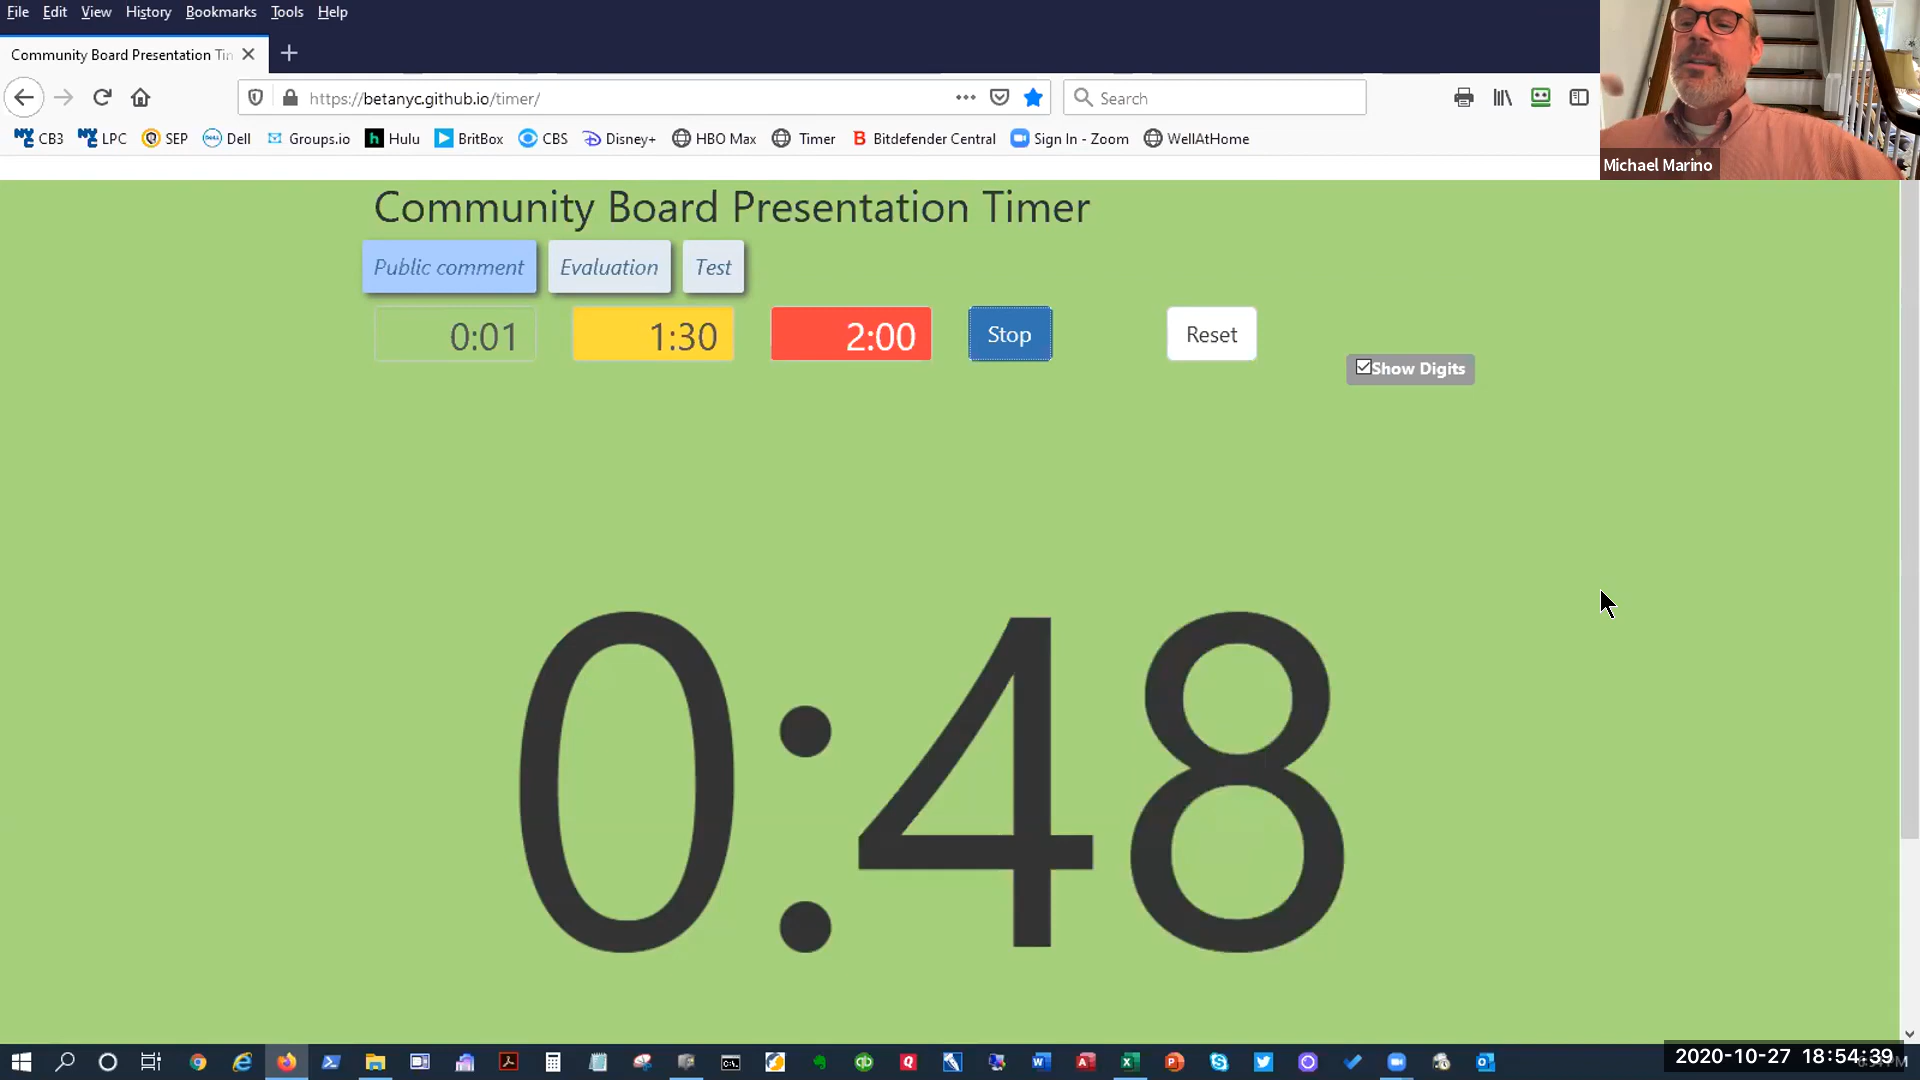 File Edit View History Bookmarks Tools Help
Community Board Presentation Tin
https://betanyc.github.io/timer/
Search
CB3 LPC SEP Dell Groups.io Hulu BritBox CBS Disney+ HBO Max Timer Bitdefender Central Sign In - Zoom WellAtHome
Michael Marino
Community Board Presentation Timer
Public comment Evaluation Test
0:01 1:30 2:00 Stop Reset
Show Digits
0:48
2020-10-27 18:54:39